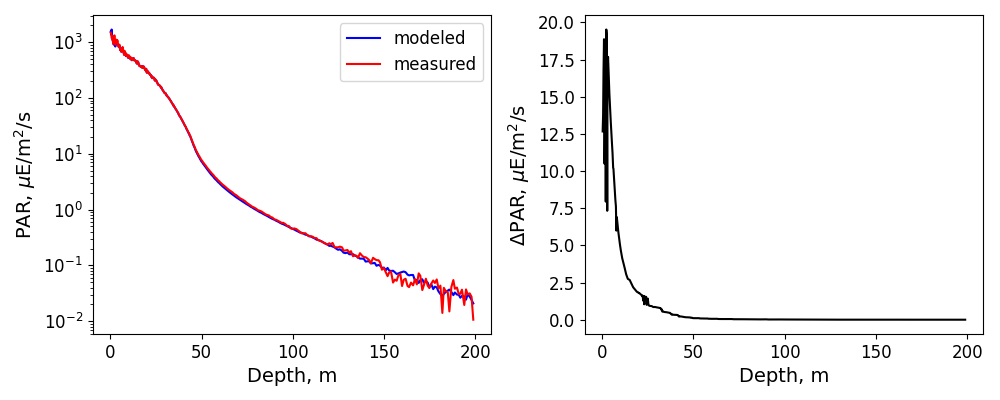 PAR, μE/m²/s
10³
10²
10¹
10⁰
10⁻¹
10⁻²
0 50 100 150 200
Depth, m
modeled
measured
ΔPAR, μE/m²/s
20.0
17.5
15.0
12.5
10.0
7.5
5.0
2.5
0.0
0 50 100 150 200
Depth, m